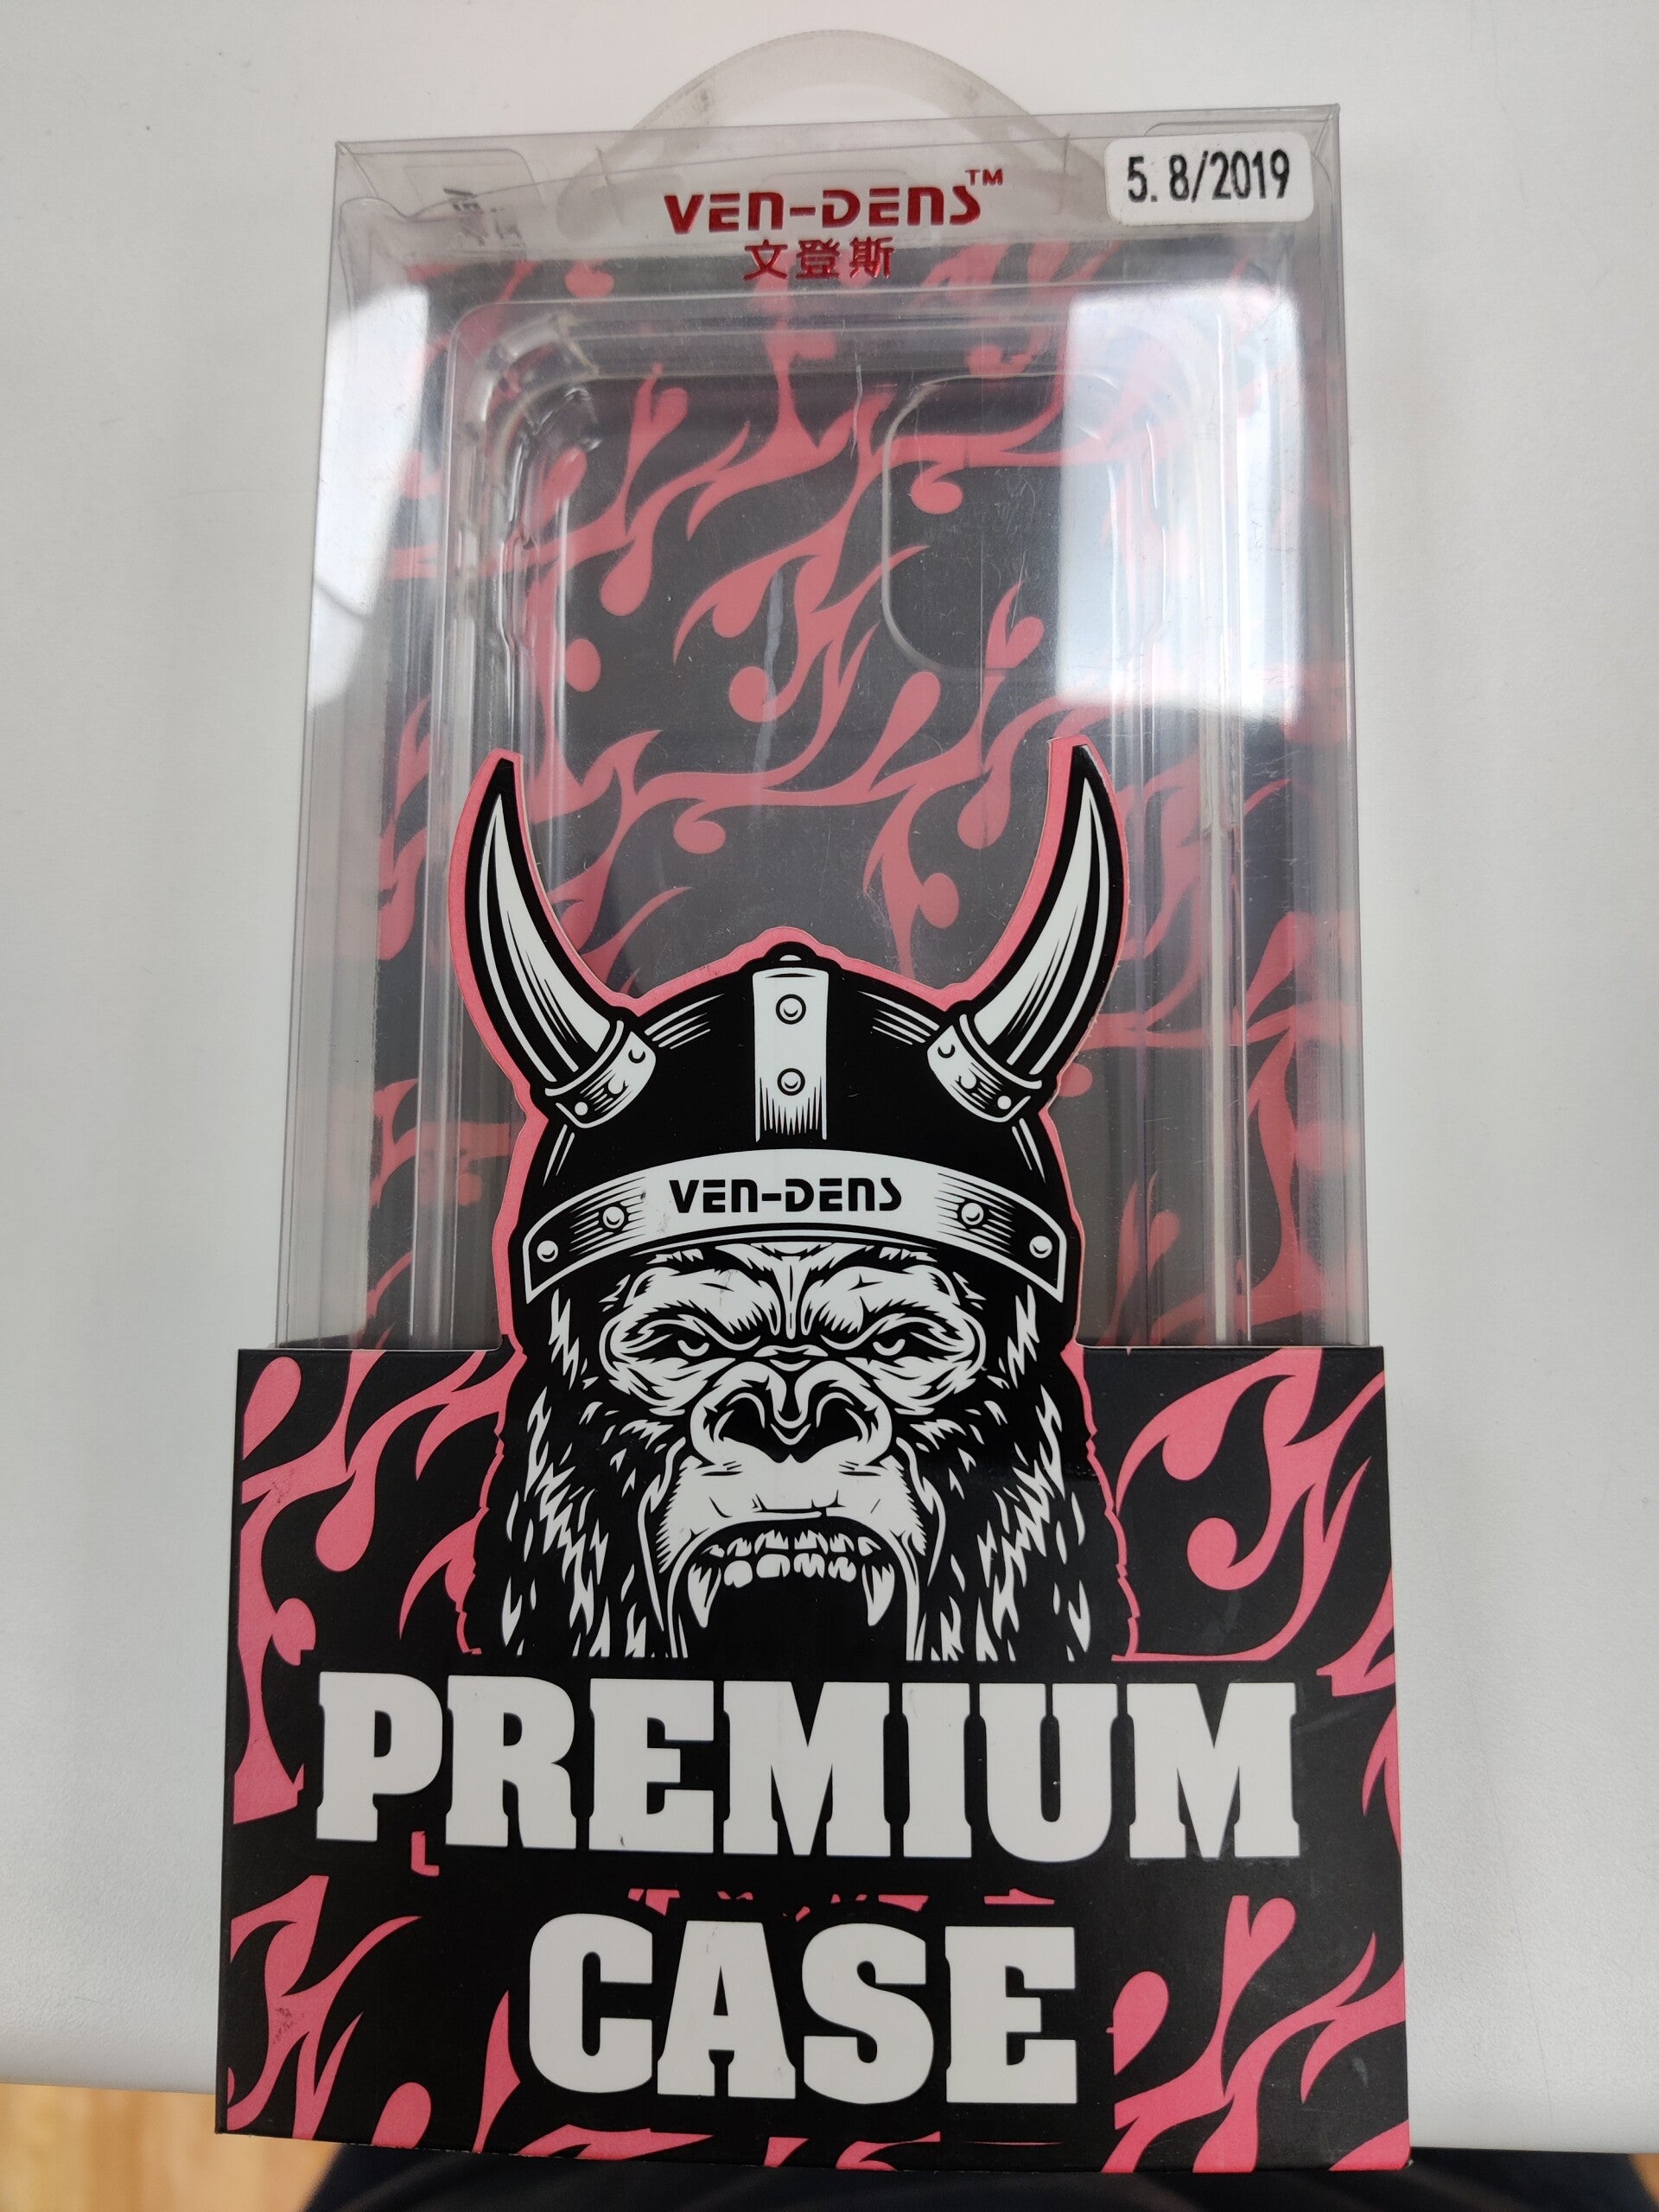 VEN-DENS™
文登斯
5.8/2019
VEN-DENS
PREMIUM
CASE